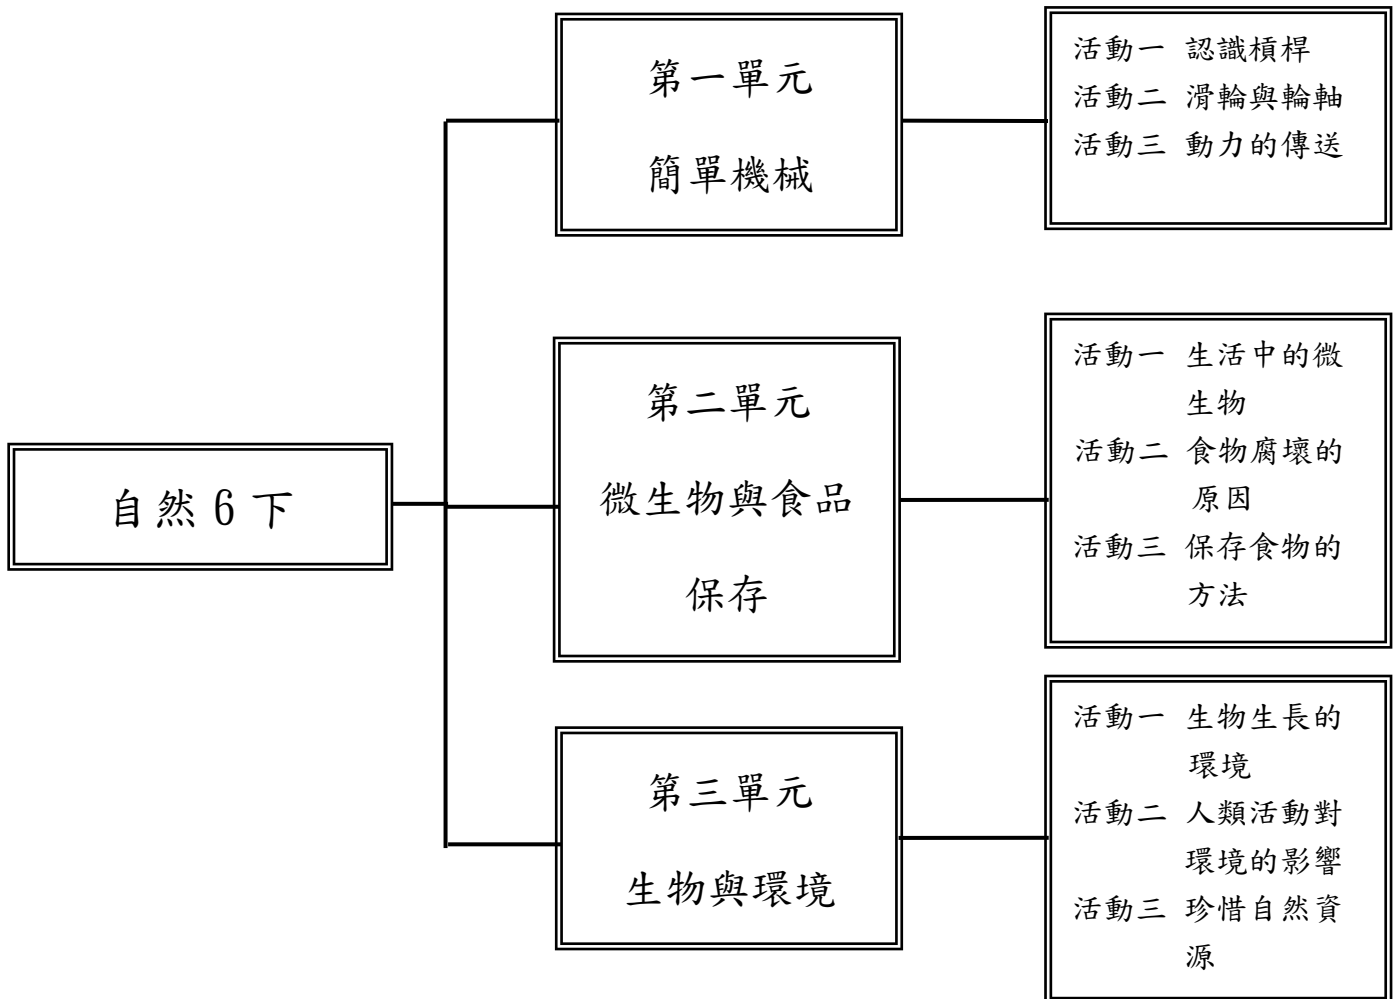 自然 6 下
第一單元
簡單機械
活動一 認識槓桿
活動二 滑輪與輪軸
活動三 動力的傳送
第二單元
微生物與食品
保存
活動一 生活中的微
生物
活動二 食物腐壞的
原因
活動三 保存食物的
方法
第三單元
生物與環境
活動一 生物生長的
環境
活動二 人類活動對
環境的影響
活動三 珍惜自然資
源